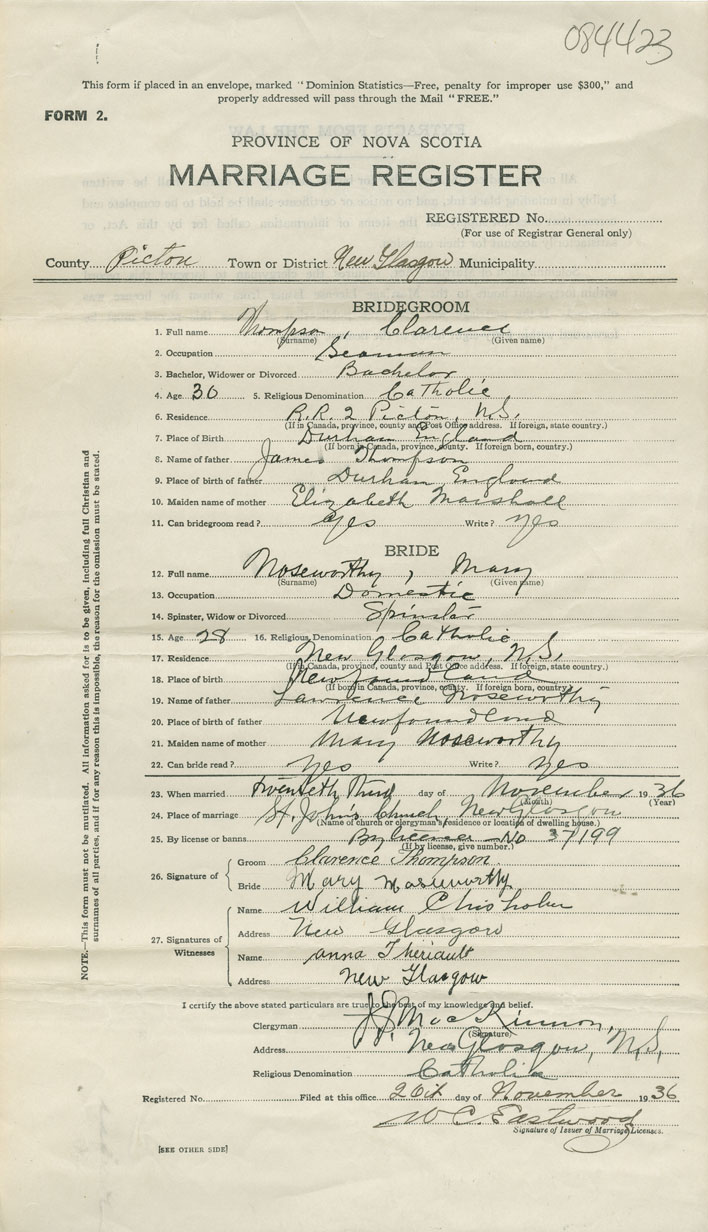 084423
This form if placed in an envelope, marked "Dominion Statistics—Free, penalty for improper use $300," and
properly addressed will pass through the Mail "FREE."
FORM 2.
PROVINCE OF NOVA SCOTIA
MARRIAGE REGISTER
REGISTERED No.
(For use of Registrar General only)
County Pictou Town or District New Glasgow Municipality
BRIDEGROOM
1. Full name Thompson, Clarence
(Surname) (Given name)
2. Occupation Seaman
3. Bachelor, Widower or Divorced Bachelor
4. Age 30 5. Religious Denomination Catholic
6. Residence R.R. 2 Pictou, N.S.
(If in Canada, province, county and Post Office address. If foreign, state country.)
7. Place of Birth Durham England
(If born in Canada, province, county. If foreign born, country.)
8. Name of father James Thompson
9. Place of birth of father Durham England
10. Maiden name of mother Elizabeth Marshall
11. Can bridegroom read? Yes Write? Yes
BRIDE
12. Full name Noseworthy, Mary
(Surname) (Given name)
13. Occupation Domestic
14. Spinster, Widow or Divorced Spinster
15. Age 28 16. Religious Denomination Catholic
17. Residence New Glasgow, N.S.
(If in Canada, province, county and Post Office address. If foreign, state country.)
18. Place of birth Newfoundland
(If born in Canada, province, county. If foreign born, country.)
19. Name of father Lawrence Noseworthy
20. Place of birth of father Newfoundland
21. Maiden name of mother Mary Noseworthy
22. Can bride read? Yes Write? Yes
23. When married twentieth third day of November 1936
(Month) (Year)
24. Place of marriage St. John's Church New Glasgow
(Name of church or clergyman's residence or location of dwelling house.)
25. By license or banns By license No 37199
(If by license, give number.)
26. Signature of Groom Clarence Thompson
Bride Mary Noseworthy
27. Signatures of Witnesses
Name William Chisholm
Address New Glasgow
Name Anna Theriault
Address New Glasgow
I certify the above stated particulars are true to the best of my knowledge and belief.
Clergyman MacKinnon,
(Signature)
Address New Glasgow, N.S.
Religious Denomination Catholic
Registered No. Filed at this office 26th day of November 1936
W C. Eastwood
Signature of Issuer of Marriage Licenses.
[SEE OTHER SIDE]
NOTE.—This form must not be mutilated. All information asked for is to be given, including full Christian and
surnames of all parties, and if for any reason this is impossible, the reason for the omission must be stated.